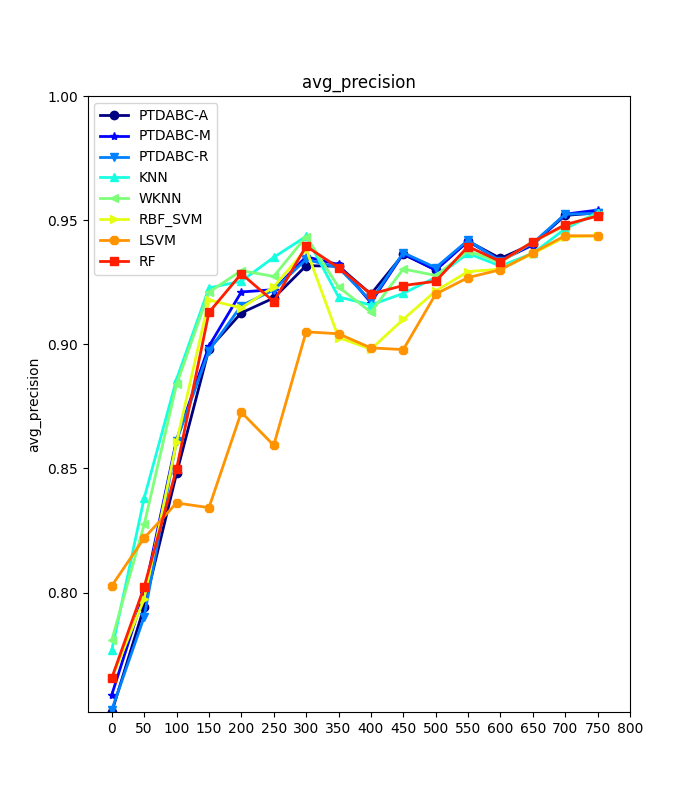 avg_precision
1.00
PTDABC-A
PTDABC-M
PTDABC-R
KNN
WKNN
RBF_SVM
LSVM
RF
0.95
0.90
0.85
0.80
avg_precision
0 50 100 150 200 250 300 350 400 450 500 550 600 650 700 750 800